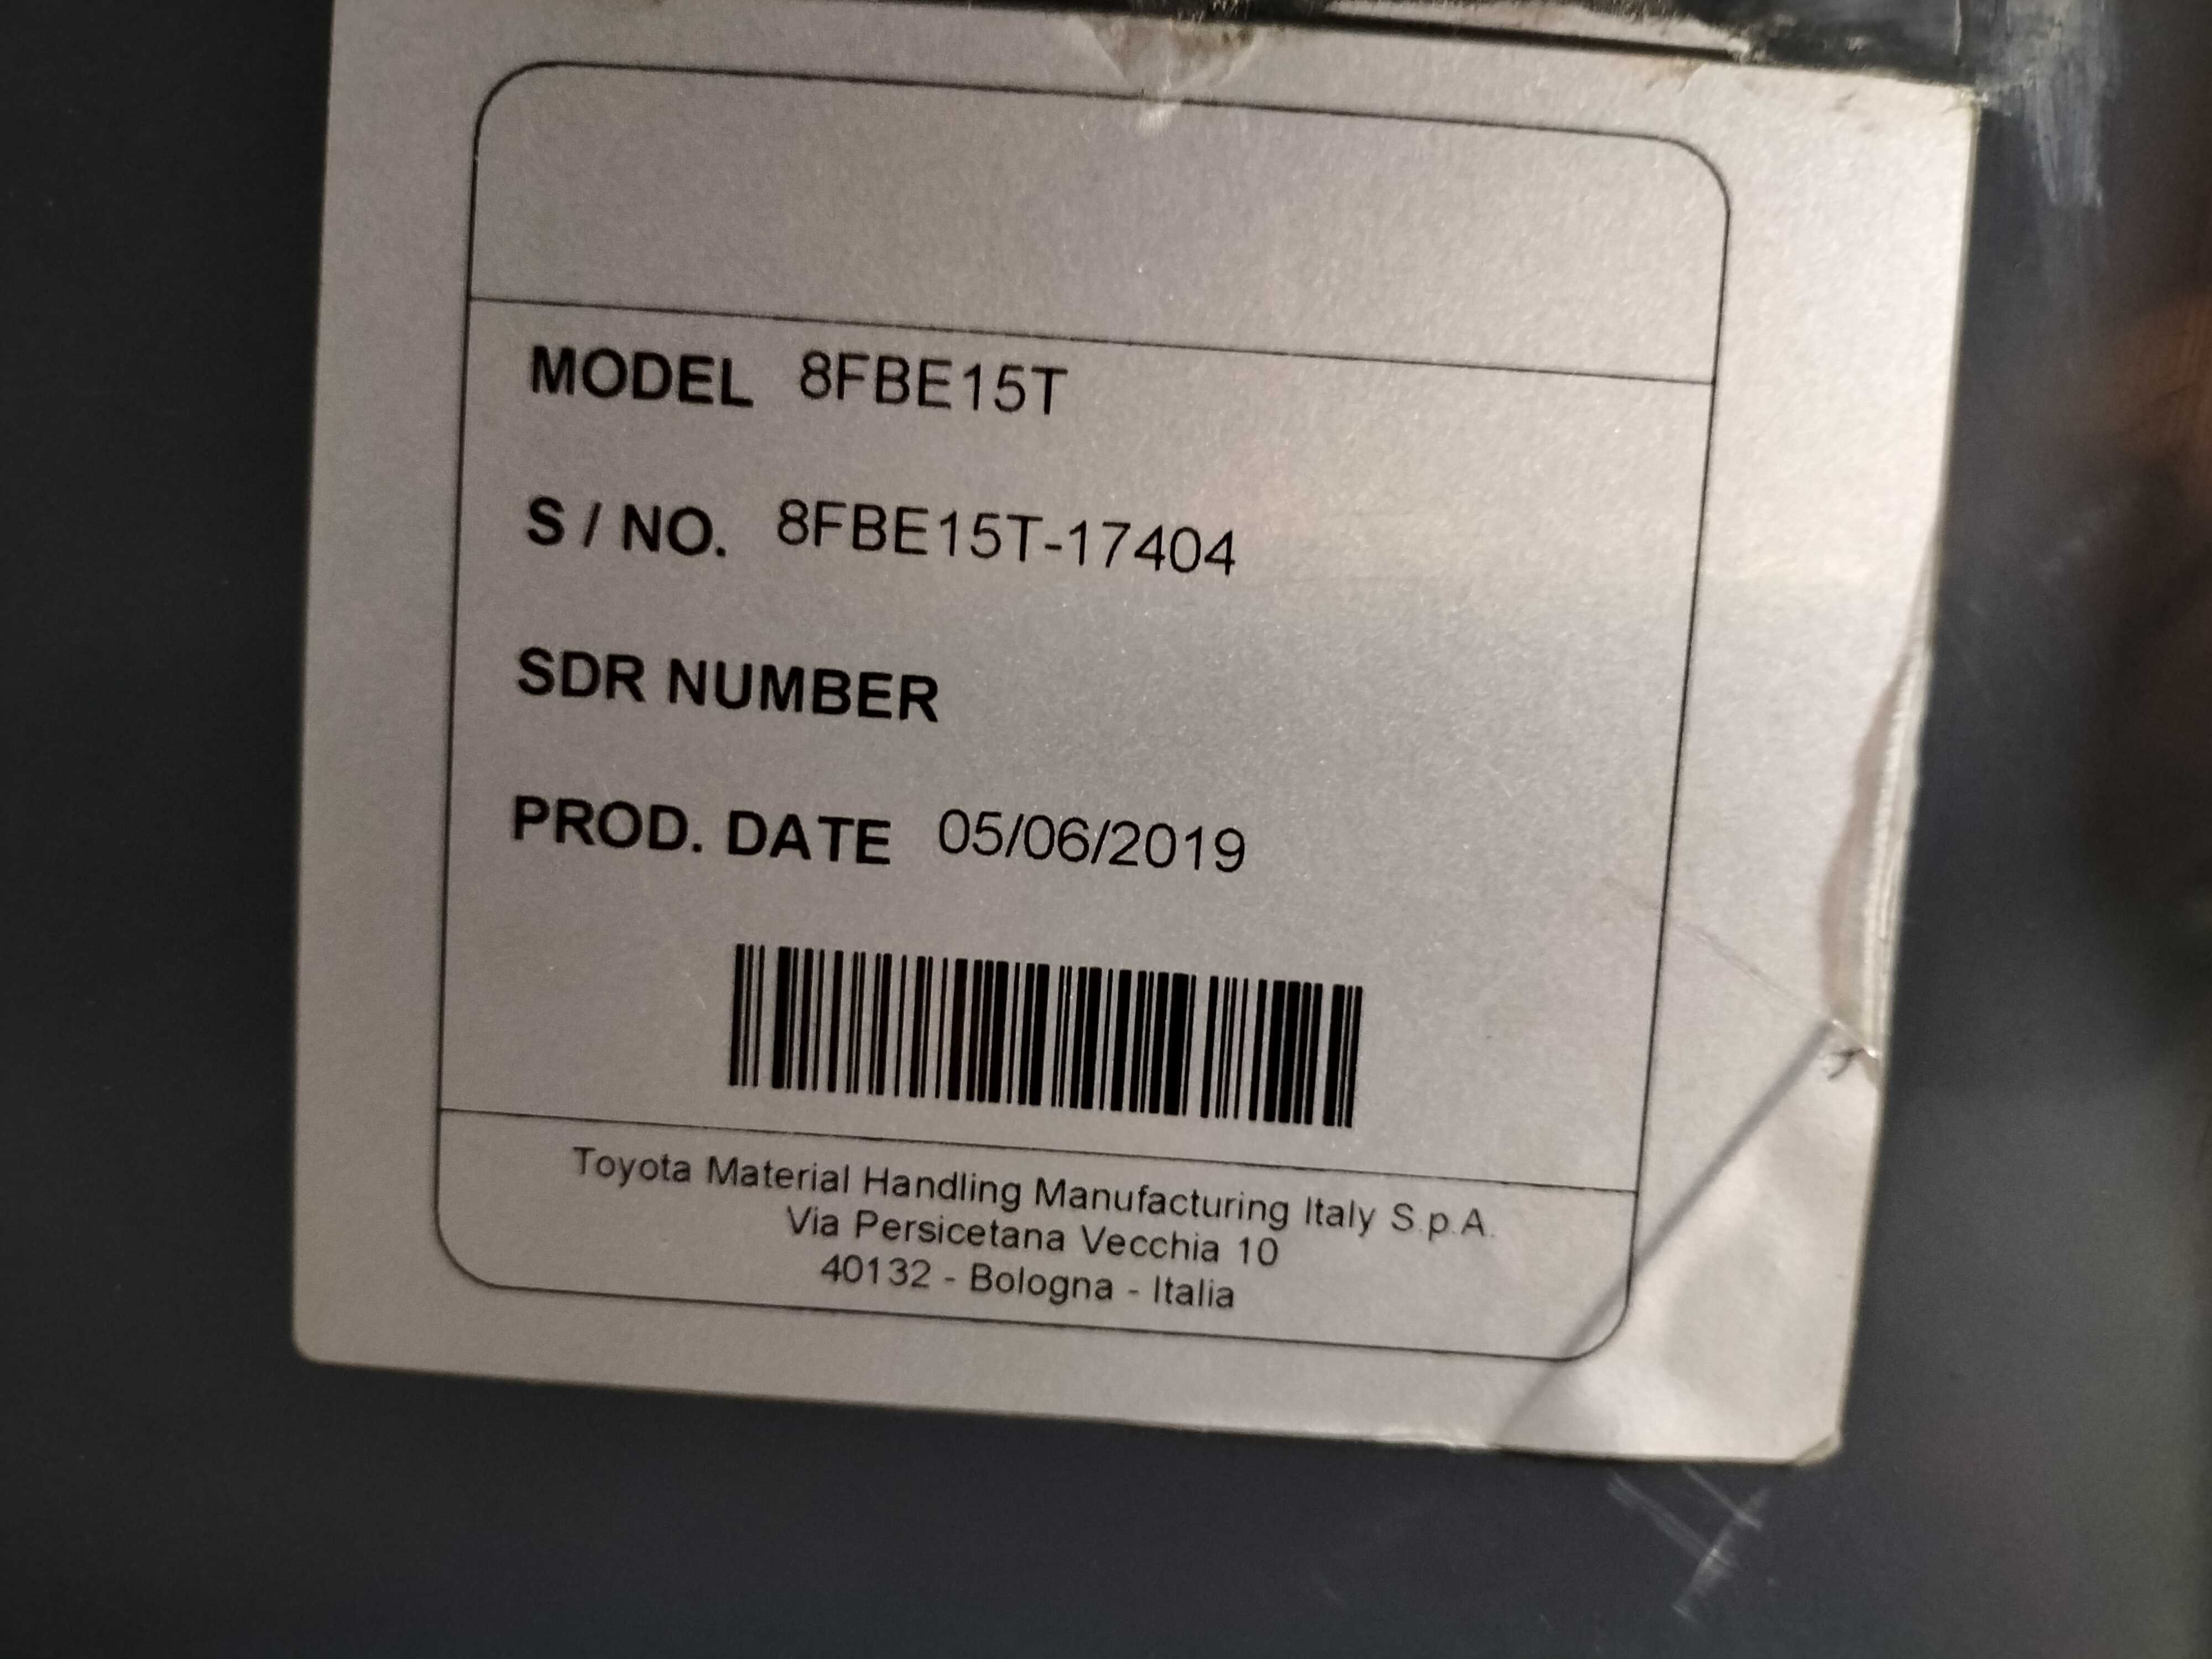 MODEL 8FBE15T
S / NO. 8FBE15T-17404
SDR NUMBER
PROD. DATE 05/06/2019
Toyota Material Handling Manufacturing Italy S.p.A.
Via Persicetana Vecchia 10
40132 - Bologna - Italia